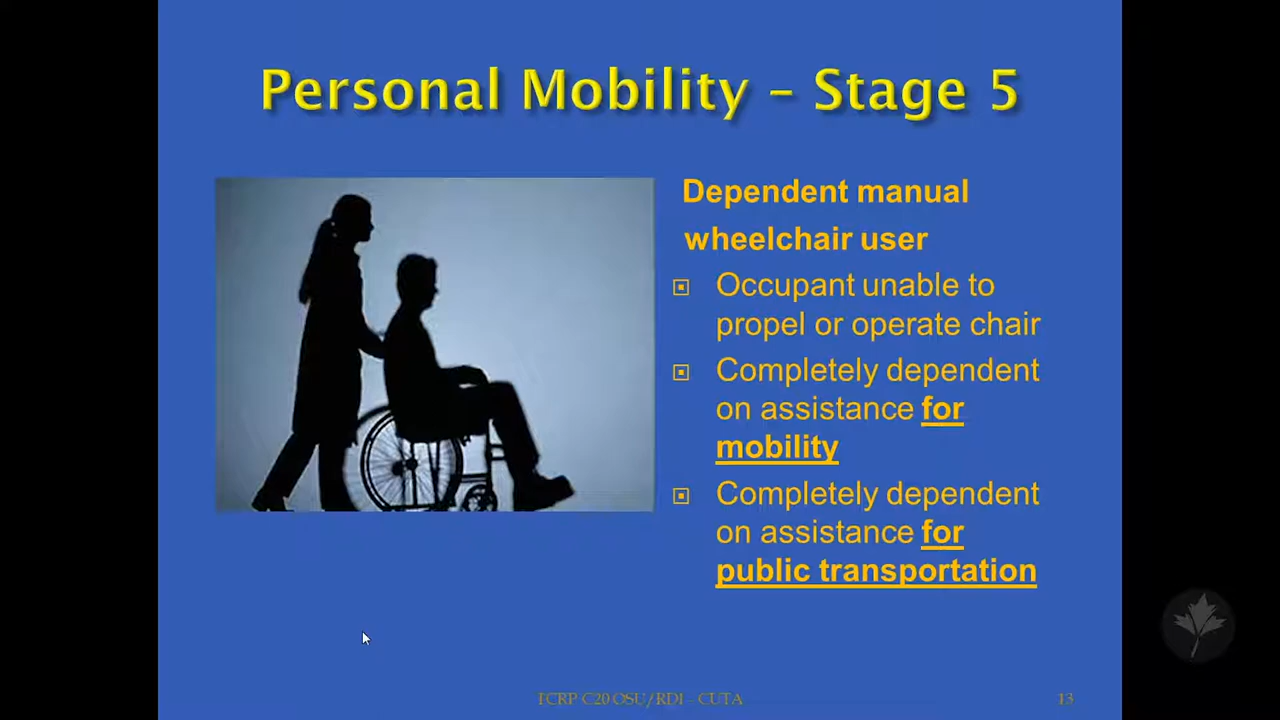 Personal Mobility – Stage 5
Dependent manual
wheelchair user
Occupant unable to
propel or operate chair
Completely dependent
on assistance for
mobility
Completely dependent
on assistance for
public transportation
TCRP C20 OSU/RDI - CUTA
13